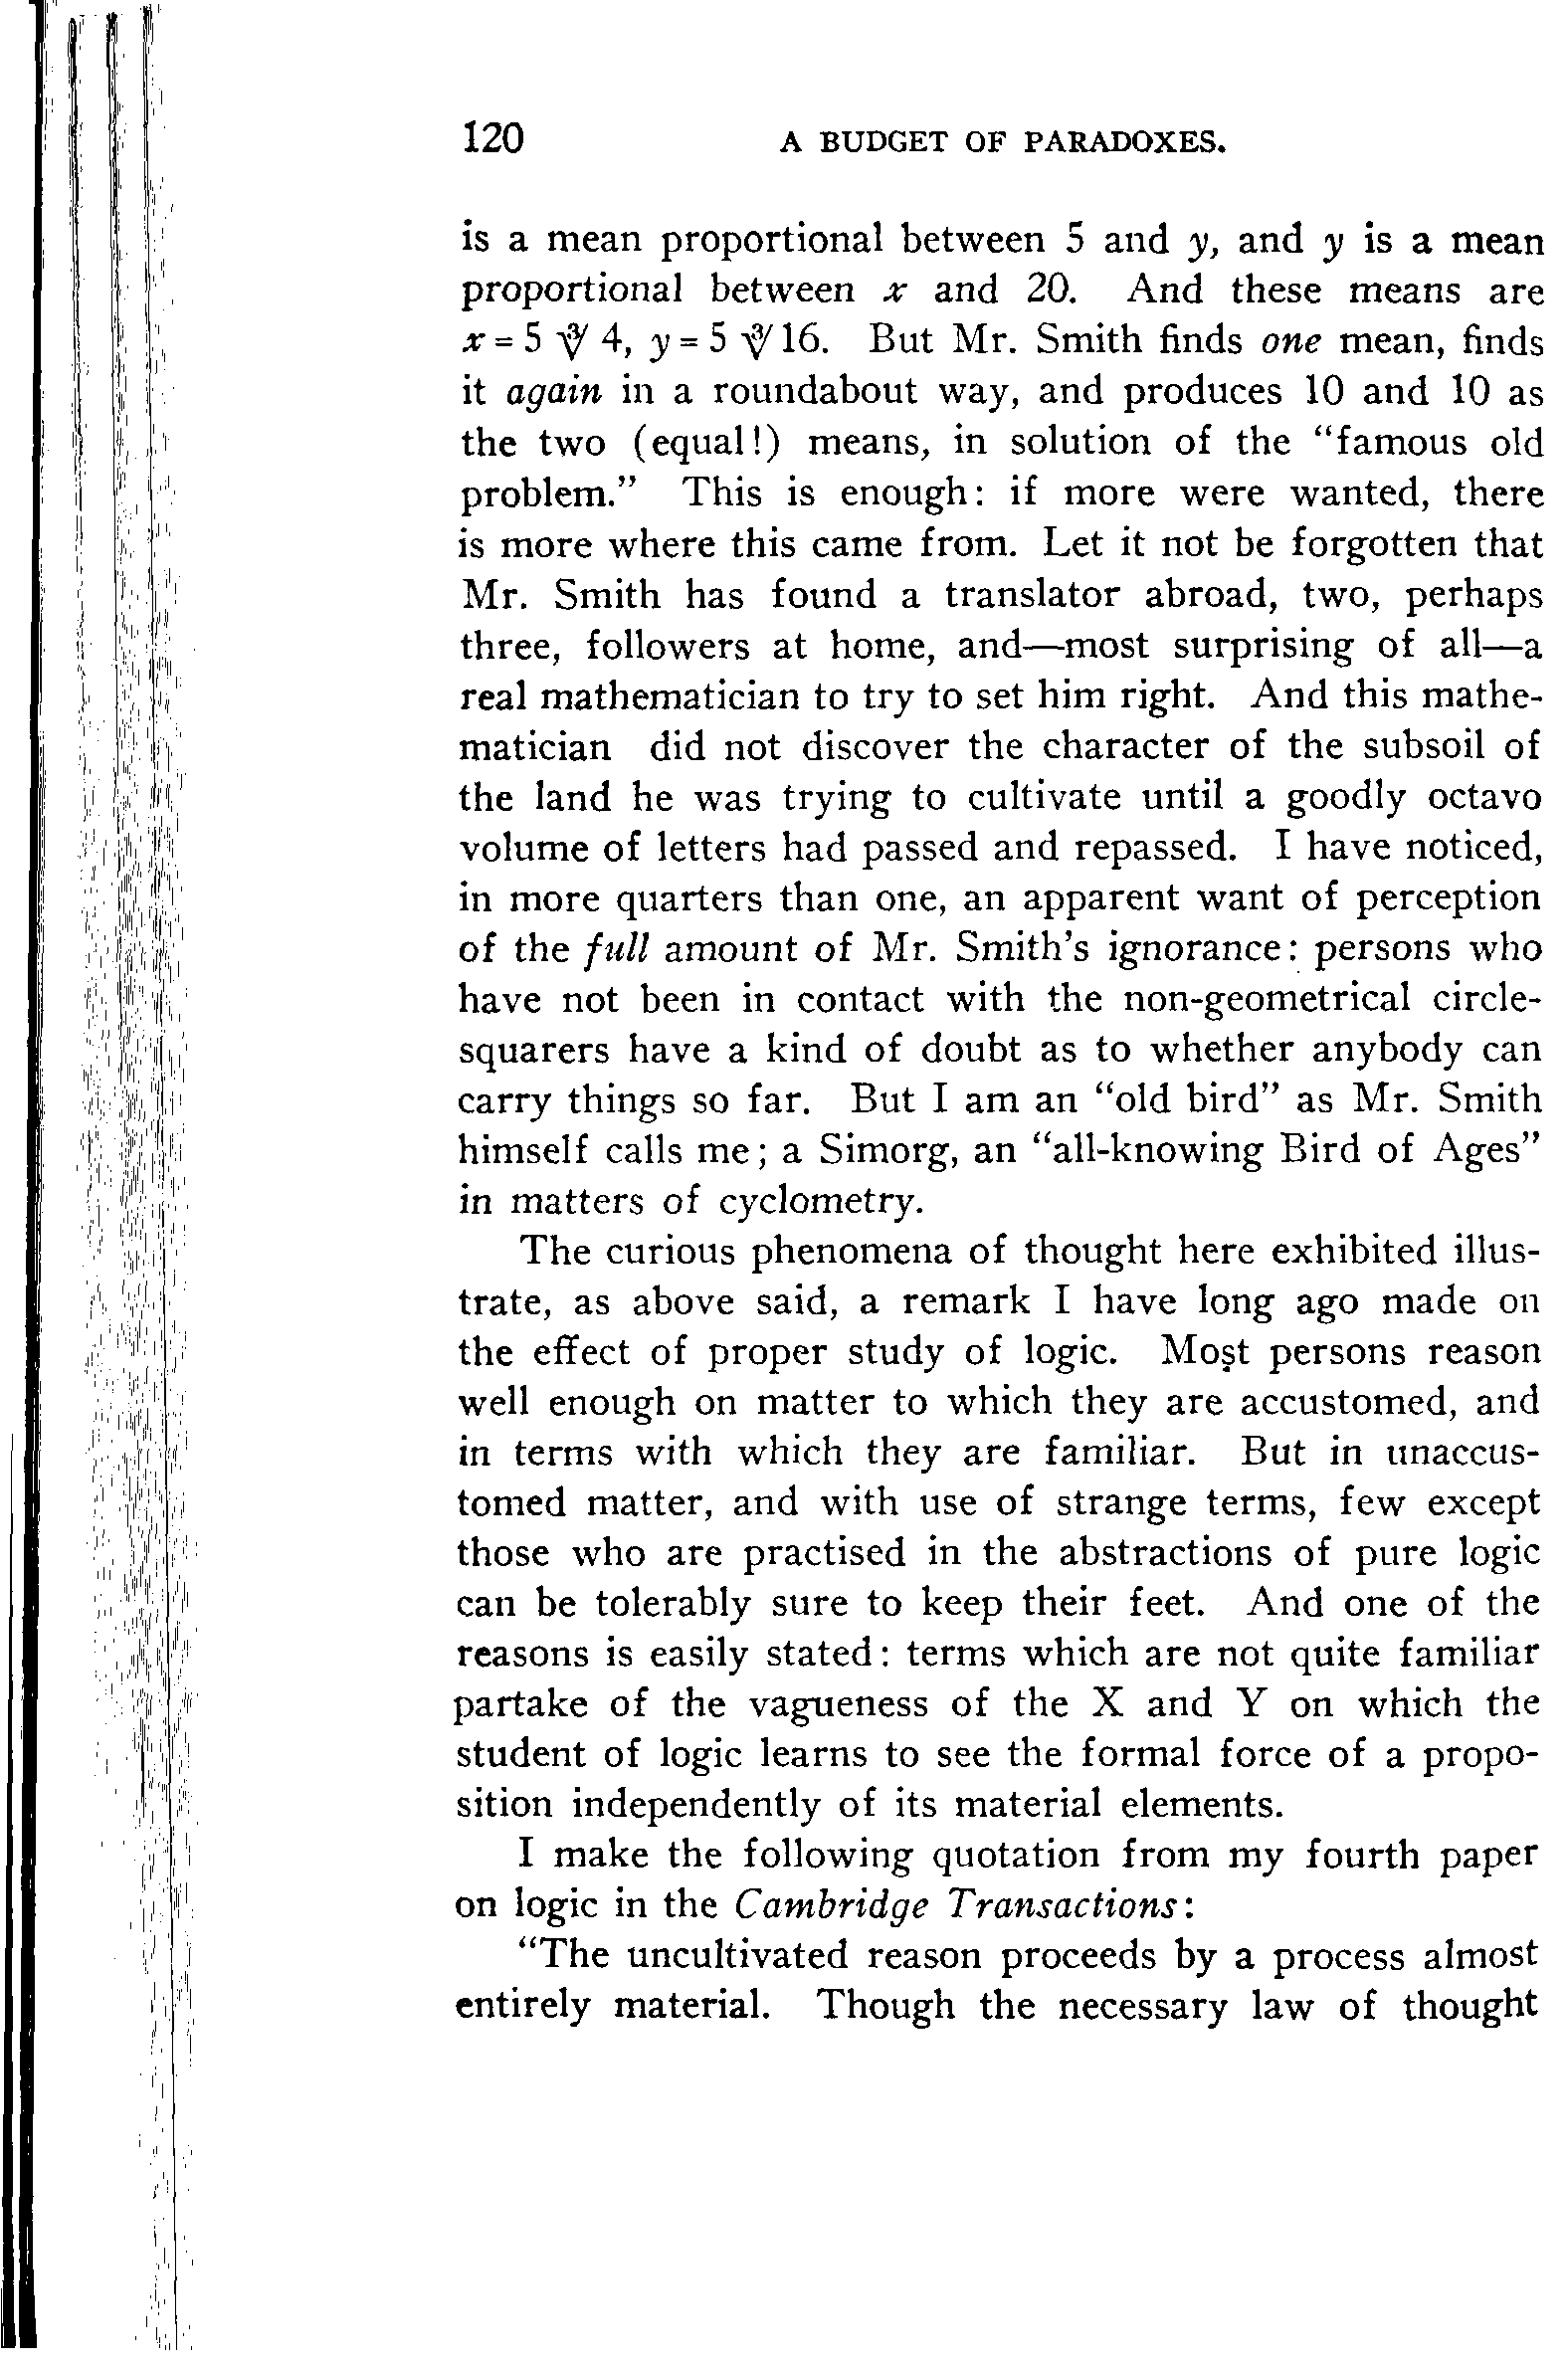 120 A BUDGET OF PARADOXES.
is a mean proportional between 5 and y, and y is a mean
proportional between x and 20. And these means are
x = 5 ∛ 4, y = 5 ∛16. But Mr. Smith finds one mean, finds
it again in a roundabout way, and produces 10 and 10 as
the two (equal!) means, in solution of the “famous old
problem.” This is enough: if more were wanted, there
is more where this came from. Let it not be forgotten that
Mr. Smith has found a translator abroad, two, perhaps
three, followers at home, and—most surprising of all—a
real mathematician to try to set him right. And this mathe-
matician did not discover the character of the subsoil of
the land he was trying to cultivate until a goodly octavo
volume of letters had passed and repassed. I have noticed,
in more quarters than one, an apparent want of perception
of the full amount of Mr. Smith’s ignorance: persons who
have not been in contact with the non-geometrical circle-
squarers have a kind of doubt as to whether anybody can
carry things so far. But I am an “old bird” as Mr. Smith
himself calls me; a Simorg, an “all-knowing Bird of Ages”
in matters of cyclometry.
The curious phenomena of thought here exhibited illus-
trate, as above said, a remark I have long ago made on
the effect of proper study of logic. Most persons reason
well enough on matter to which they are accustomed, and
in terms with which they are familiar. But in unaccus-
tomed matter, and with use of strange terms, few except
those who are practised in the abstractions of pure logic
can be tolerably sure to keep their feet. And one of the
reasons is easily stated: terms which are not quite familiar
partake of the vagueness of the X and Y on which the
student of logic learns to see the formal force of a propo-
sition independently of its material elements.
I make the following quotation from my fourth paper
on logic in the Cambridge Transactions:
“The uncultivated reason proceeds by a process almost
entirely material. Though the necessary law of thought